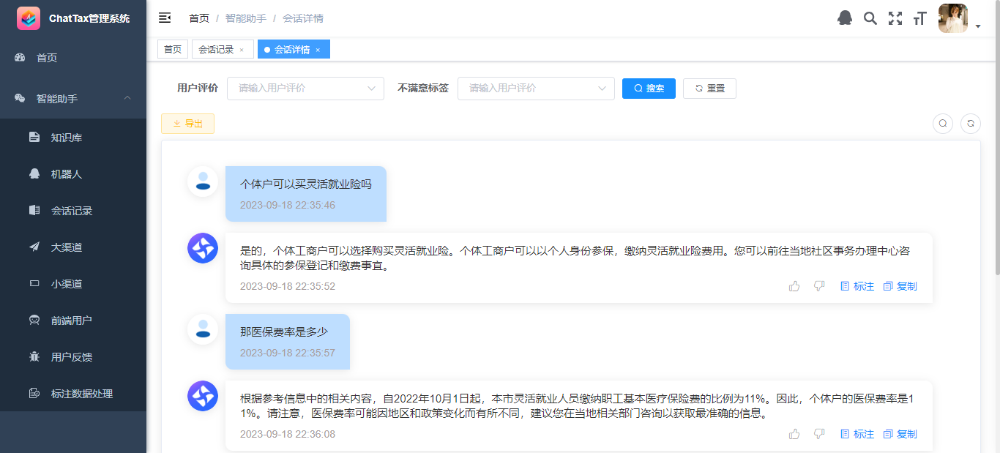 ChatTax管理系统
首页 / 智能助手 / 会话详情
首页
智能助手
知识库
机器人
会话记录
大渠道
小渠道
前端用户
用户反馈
标注数据处理
首页 会话记录 × 会话详情 ×
用户评价 请输入用户评价 不满意标签 请输入用户评价 搜索 重置
导出
个体户可以买灵活就业险吗
2023-09-18 22:35:46
是的，个体工商户可以选择购买灵活就业险。个体工商户可以以个人身份参保，缴纳灵活就业险费用。您可以前往当地社区事务办理中心咨
询具体的参保登记和缴费事宜。
2023-09-18 22:35:52 标注 复制
那医保费率是多少
2023-09-18 22:35:57
根据参考信息中的相关内容，自2022年10月1日起，本市灵活就业人员缴纳职工基本医疗保险费的比例为11%。因此，个体户的医保费率是1
1%。请注意，医保费率可能因地区和政策变化而有所不同，建议您在当地相关部门咨询以获取最准确的信息。
2023-09-18 22:36:08 标注 复制